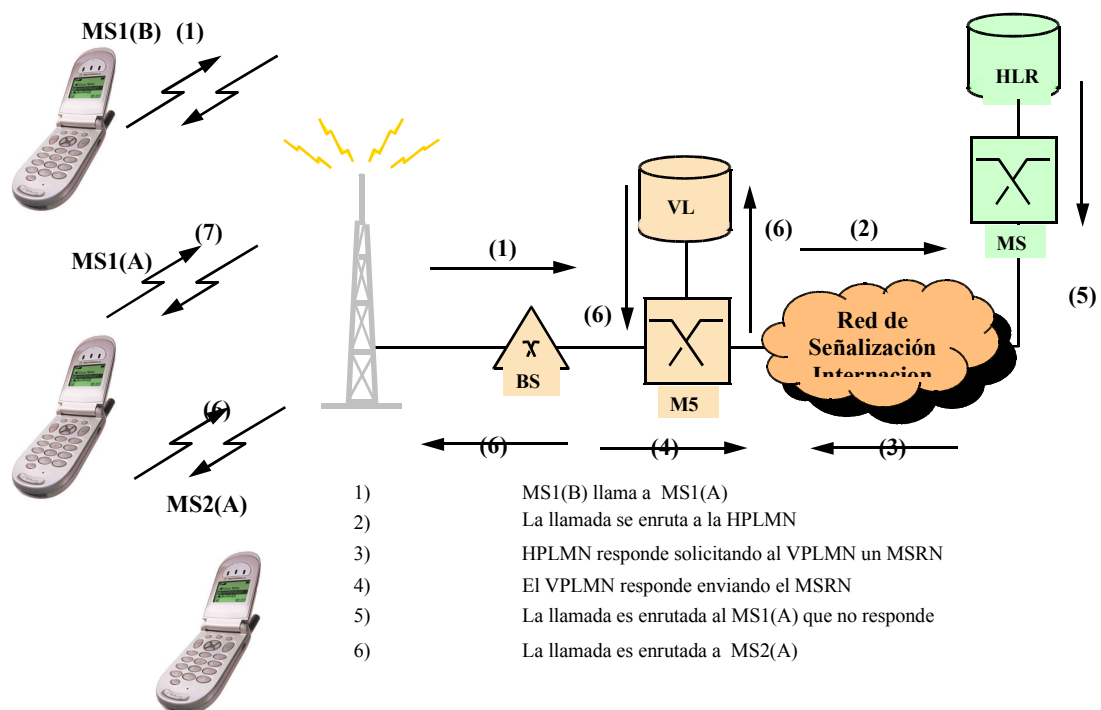 MS1(B) (1)
HLR
VL
(6)
(2)
(7)
MS
MS1(A)
(1)
(5)
(6)
Red de
Señalización
Internacion
BS
M5
(6)
(6)
(4)
(3)
MS2(A)
1) MS1(B) llama a MS1(A)
2) La llamada se enruta a la HPLMN
3) HPLMN responde solicitando al VPLMN un MSRN
4) El VPLMN responde enviando el MSRN
5) La llamada es enrutada al MS1(A) que no responde
6) La llamada es enrutada a MS2(A)